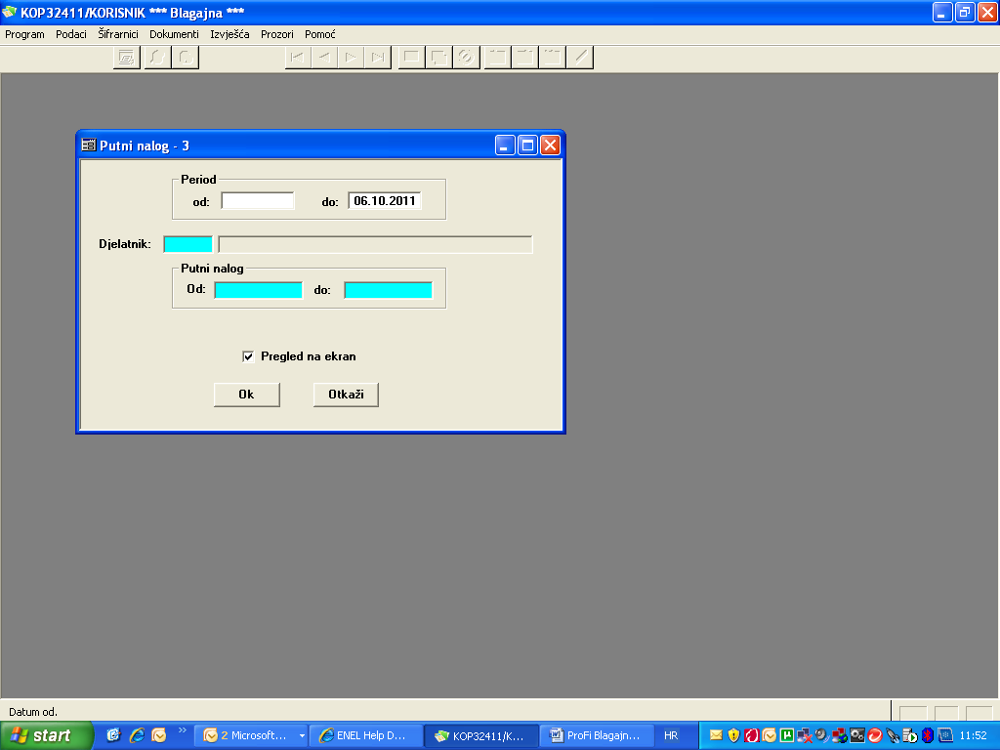 KOP32411/KORISNIK *** Blagajna ***
Program Podaci Šifrarnici Dokumenti Izvješća Prozori Pomoć
Putni nalog - 3
Period
od: do: 06.10.2011
Djelatnik:
Putni nalog
Od: do:
Pregled na ekran
Ok Otkaži
Datum od.
start 2 Microsoft... ENEL Help D... KOP32411/K... ProFi Blagajn... HR 11:52